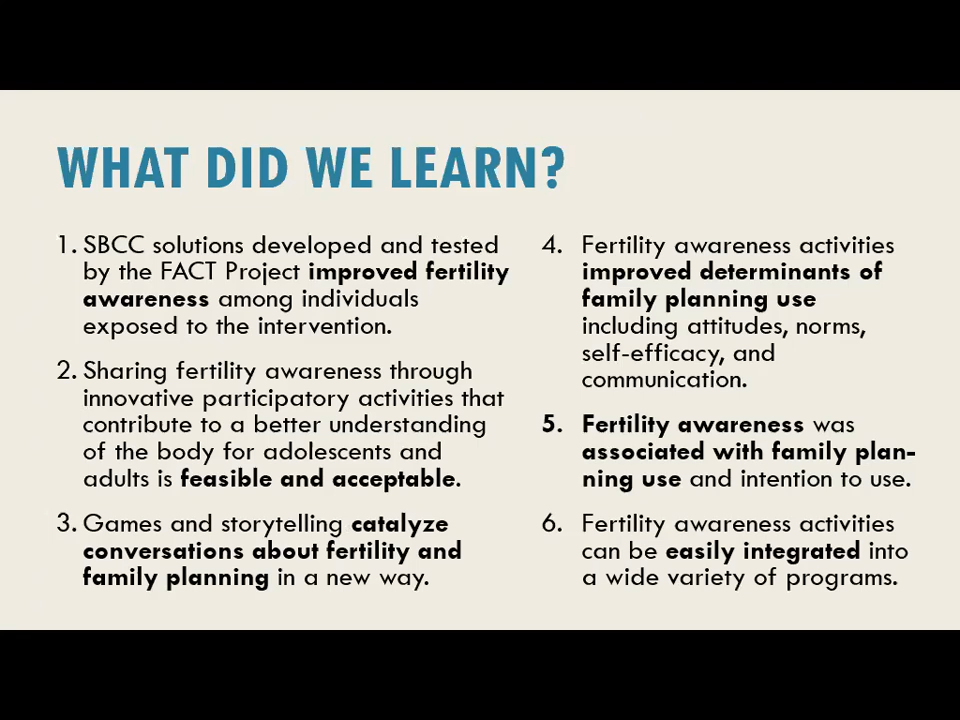 WHAT DID WE LEARN?
1. SBCC solutions developed and tested
by the FACT Project improved fertility
awareness among individuals
exposed to the intervention.
2. Sharing fertility awareness through
innovative participatory activities that
contribute to a better understanding
of the body for adolescents and
adults is feasible and acceptable.
3. Games and storytelling catalyze
conversations about fertility and
family planning in a new way.
4. Fertility awareness activities
improved determinants of
family planning use
including attitudes, norms,
self-efficacy, and
communication.
5. Fertility awareness was
associated with family plan-
ning use and intention to use.
6. Fertility awareness activities
can be easily integrated into
a wide variety of programs.